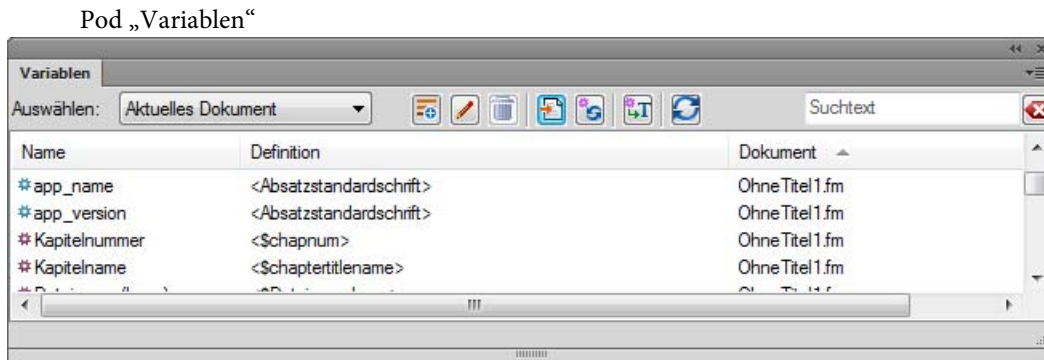 Pod „Variablen“
Variablen
Auswählen: Aktuelles Dokument Suchtext
Name Definition Dokument
app_name <Absatzstandardschrift> OhneTitel1.fm
app_version <Absatzstandardschrift> OhneTitel1.fm
Kapitelnummer <$chapnum> OhneTitel1.fm
Kapitelname <$chaptertitlename> OhneTitel1.fm